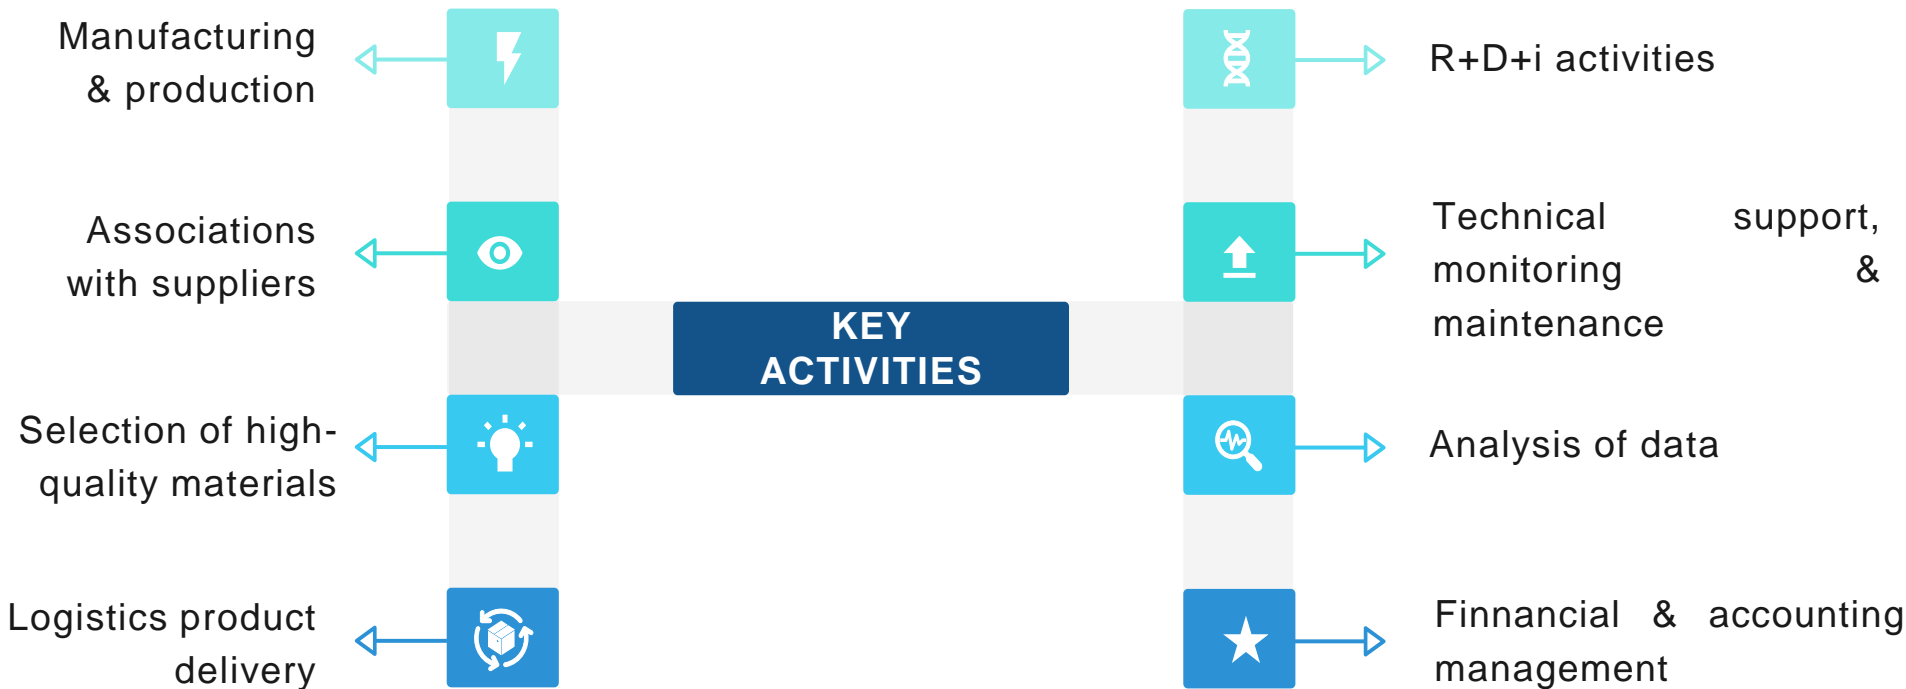 Manufacturing
& production
Associations
with suppliers
Selection of high-
quality materials
Logistics product
delivery
KEY
ACTIVITIES
R+D+i activities
Technical support,
monitoring &
maintenance
Analysis of data
Finnancial & accounting
management